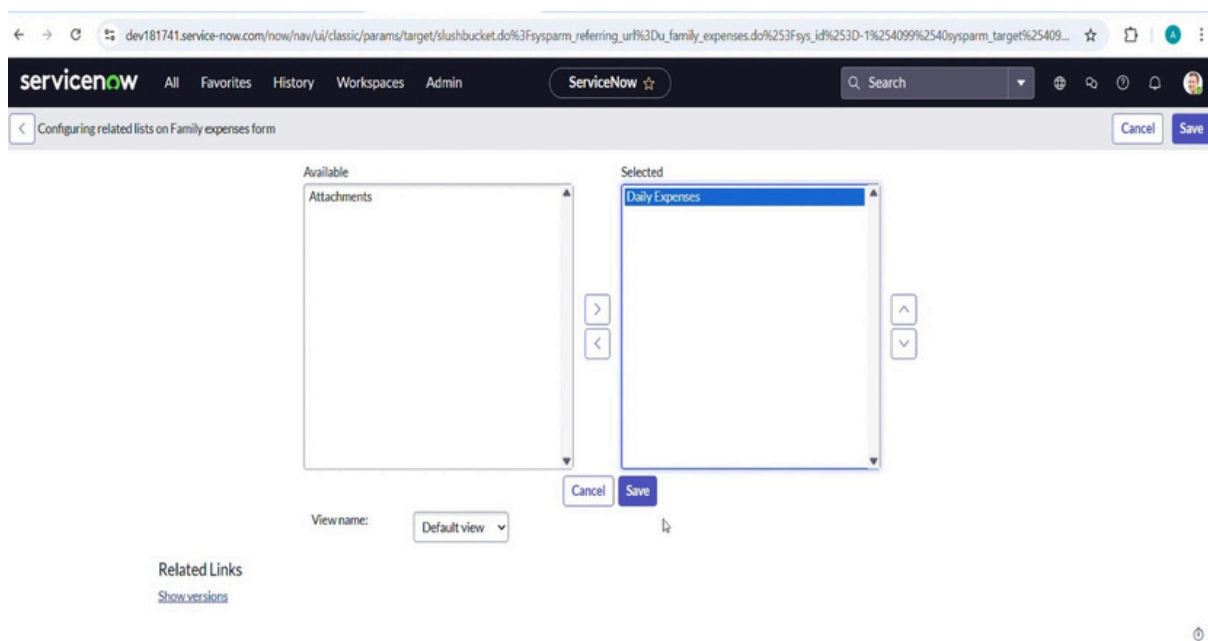 dev181741.service-now.com/now/nav/ui/classic/params/target/slushbucket.do%3Fsysparm_referring_url%3Du_family_expenses.do%253Fsys_id%253D-1%254099%2540sysparm_target%25409...
A
servicenow All Favorites History Workspaces Admin ServiceNow Search
Configuring related lists on Family expenses form Cancel Save
Available Selected
Attachments Daily Expenses
Cancel Save
View name: Default view
Related Links
Show versions